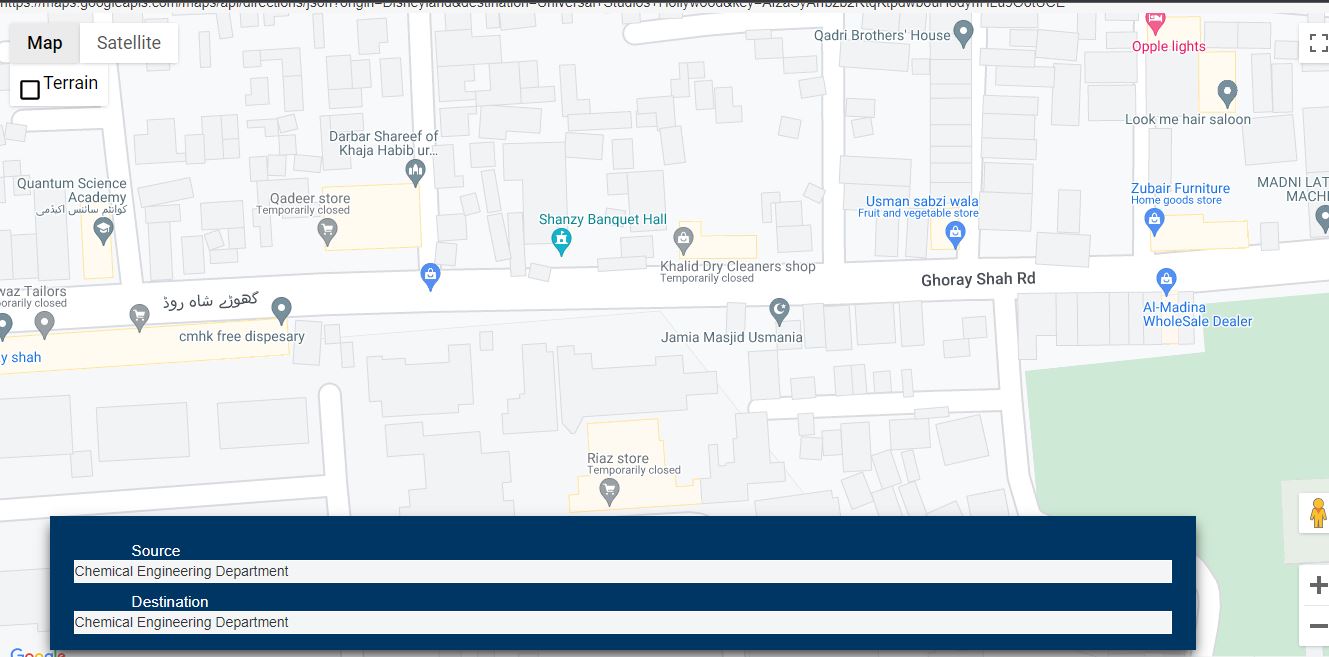 Map
Satellite
Terrain
Qadri Brothers' House
Opple lights
Look me hair saloon
Darbar Shareef of
Khaja Habib ur...
Quantum Science
Academy
کوانٹم سائنس اکیڈمی
Qadeer store
Temporarily closed
Usman sabzi wala
Fruit and vegetable store
Zubair Furniture
Home goods store
MADNI LAT
MACHI
Shanzy Banquet Hall
Khalid Dry Cleaners shop
Temporarily closed
Ghoray Shah Rd
waz Tailors
porarily closed
گھوڑے شاہ روڈ
cmhk free dispesary
Jamia Masjid Usmania
Al-Madina
WholeSale Dealer
y shah
Riaz store
Temporarily closed
Source
Chemical Engineering Department
Destination
Chemical Engineering Department
Google